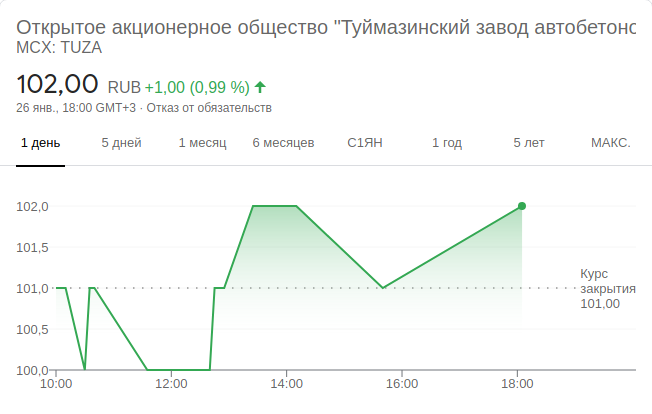 Открытое акционерное общество "Туймазинский завод автобетоно
MCX: TUZA
102,00 RUB +1,00 (0,99 %)
26 янв., 18:00 GMT+3 · Отказ от обязательств
1 день 5 дней 1 месяц 6 месяцев С1ЯН 1 год 5 лет МАКС.
102,0
101,5
101,0
100,5
100,0
Курс
закрытия
101,00
10:00 12:00 14:00 16:00 18:00